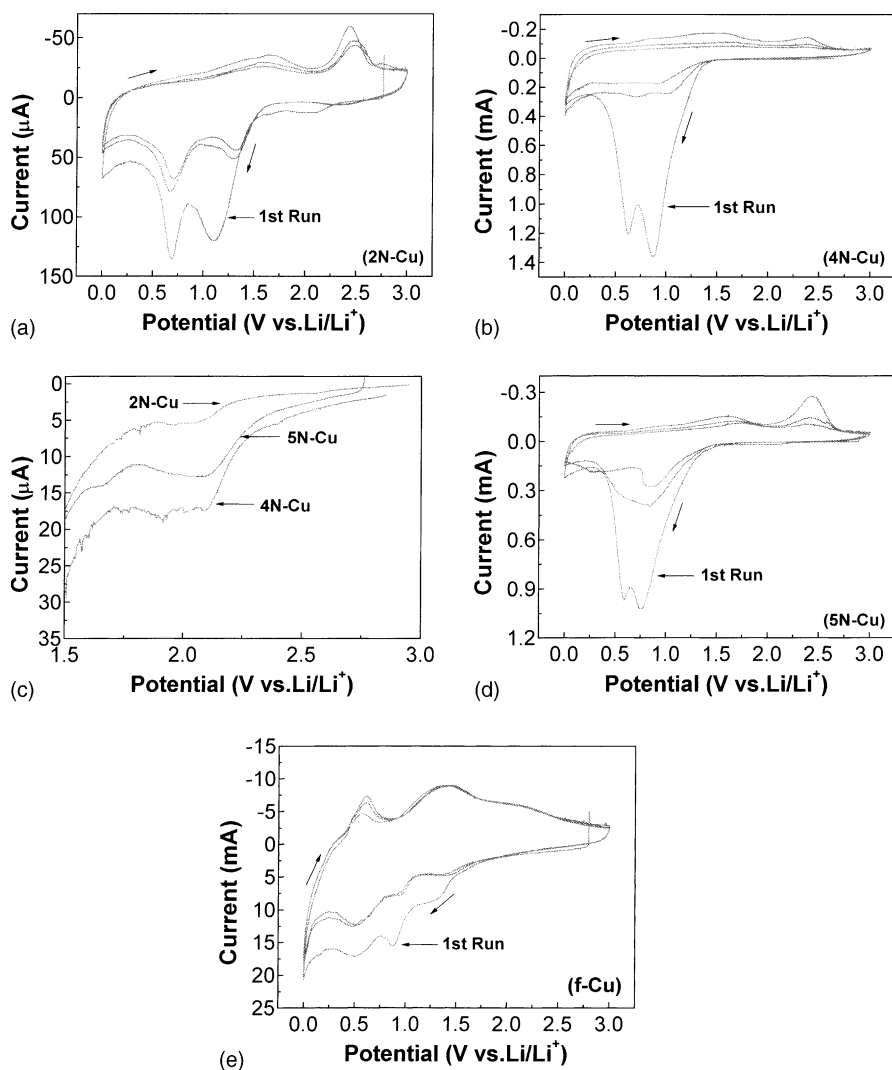 -50
0
50
100
150
Current (μA)
1st Run
(2N-Cu)
0.0 0.5 1.0 1.5 2.0 2.5 3.0
(a) Potential (V vs.Li/Li⁺)
-0.2
0.0
0.2
0.4
0.6
0.8
1.0
1.2
1.4
Current (mA)
1st Run
(4N-Cu)
0.0 0.5 1.0 1.5 2.0 2.5 3.0
(b) Potential (V vs.Li/Li⁺)
0
5
10
15
20
25
30
35
Current (μA)
2N-Cu
5N-Cu
4N-Cu
1.5 2.0 2.5 3.0
(c) Potential (V vs.Li/Li⁺)
-0.3
0.0
0.3
0.6
0.9
1.2
Current (mA)
1st Run
(5N-Cu)
0.0 0.5 1.0 1.5 2.0 2.5 3.0
(d) Potential (V vs.Li/Li⁺)
-15
-10
-5
0
5
10
15
20
25
Current (mA)
1st Run
(f-Cu)
0.0 0.5 1.0 1.5 2.0 2.5 3.0
(e) Potential (V vs.Li/Li⁺)